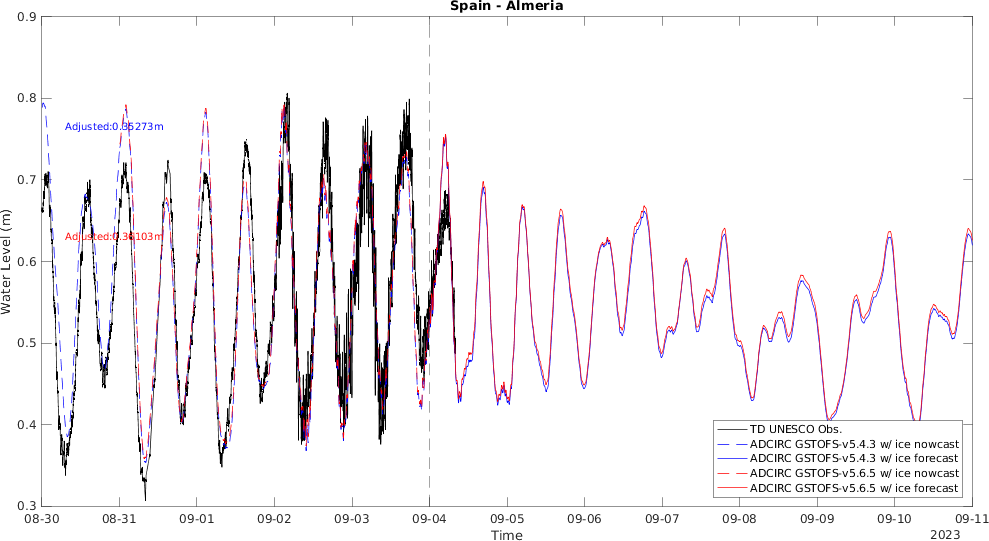 Spain - Almeria
0.9
0.8
0.7
0.6
0.5
0.4
0.3
Water Level (m)
Adjusted:0.35273m
08-30
08-31
09-01
09-02
09-03
09-04
09-05
09-06
09-07
09-08
09-09
09-10
09-11
Time
2023
TD UNESCO Obs.
ADCIRC GSTOFS-v5.4.3 w/ ice nowcast
ADCIRC GSTOFS-v5.4.3 w/ ice forecast
ADCIRC GSTOFS-v5.6.5 w/ ice nowcast
ADCIRC GSTOFS-v5.6.5 w/ ice forecast